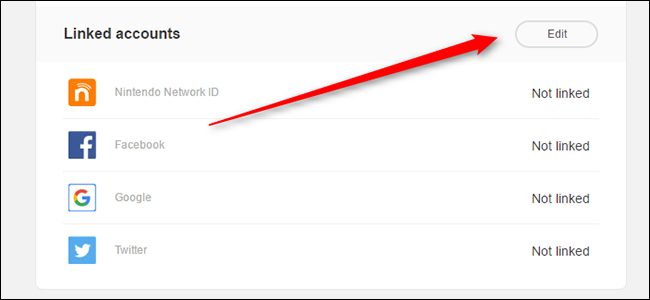 Linked accounts Edit
Nintendo Network ID Not linked
Facebook Not linked
Google Not linked
Twitter Not linked